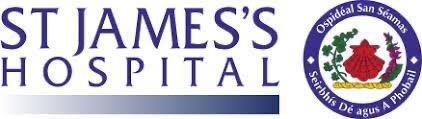 ST JAMES'S
HOSPITAL
Ospidéal San Séamas
Seirbhís Dé agus A Phobail